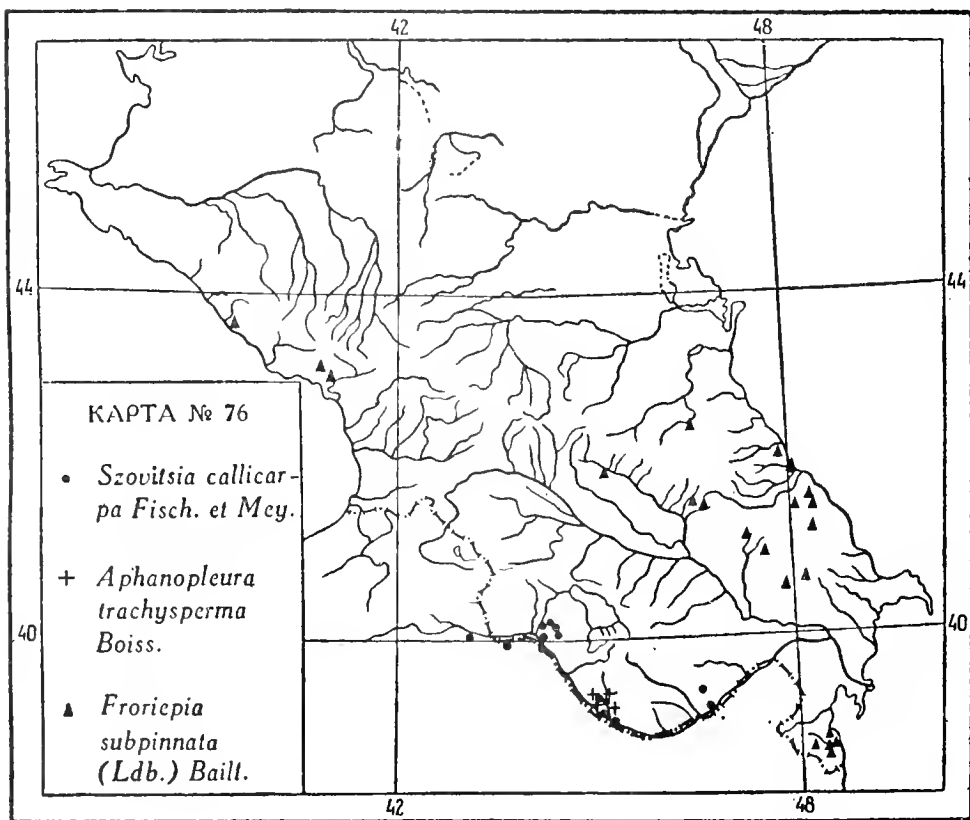 42 48
44 44
КАРТА № 76
• Szovitsia callicar-
pa Fisch. et Mey.
+ Aphanopleura
trachysperma
Boiss.
▲ Froriepia
subpinnata
(Ldb.) Baill.
40 40
42 48